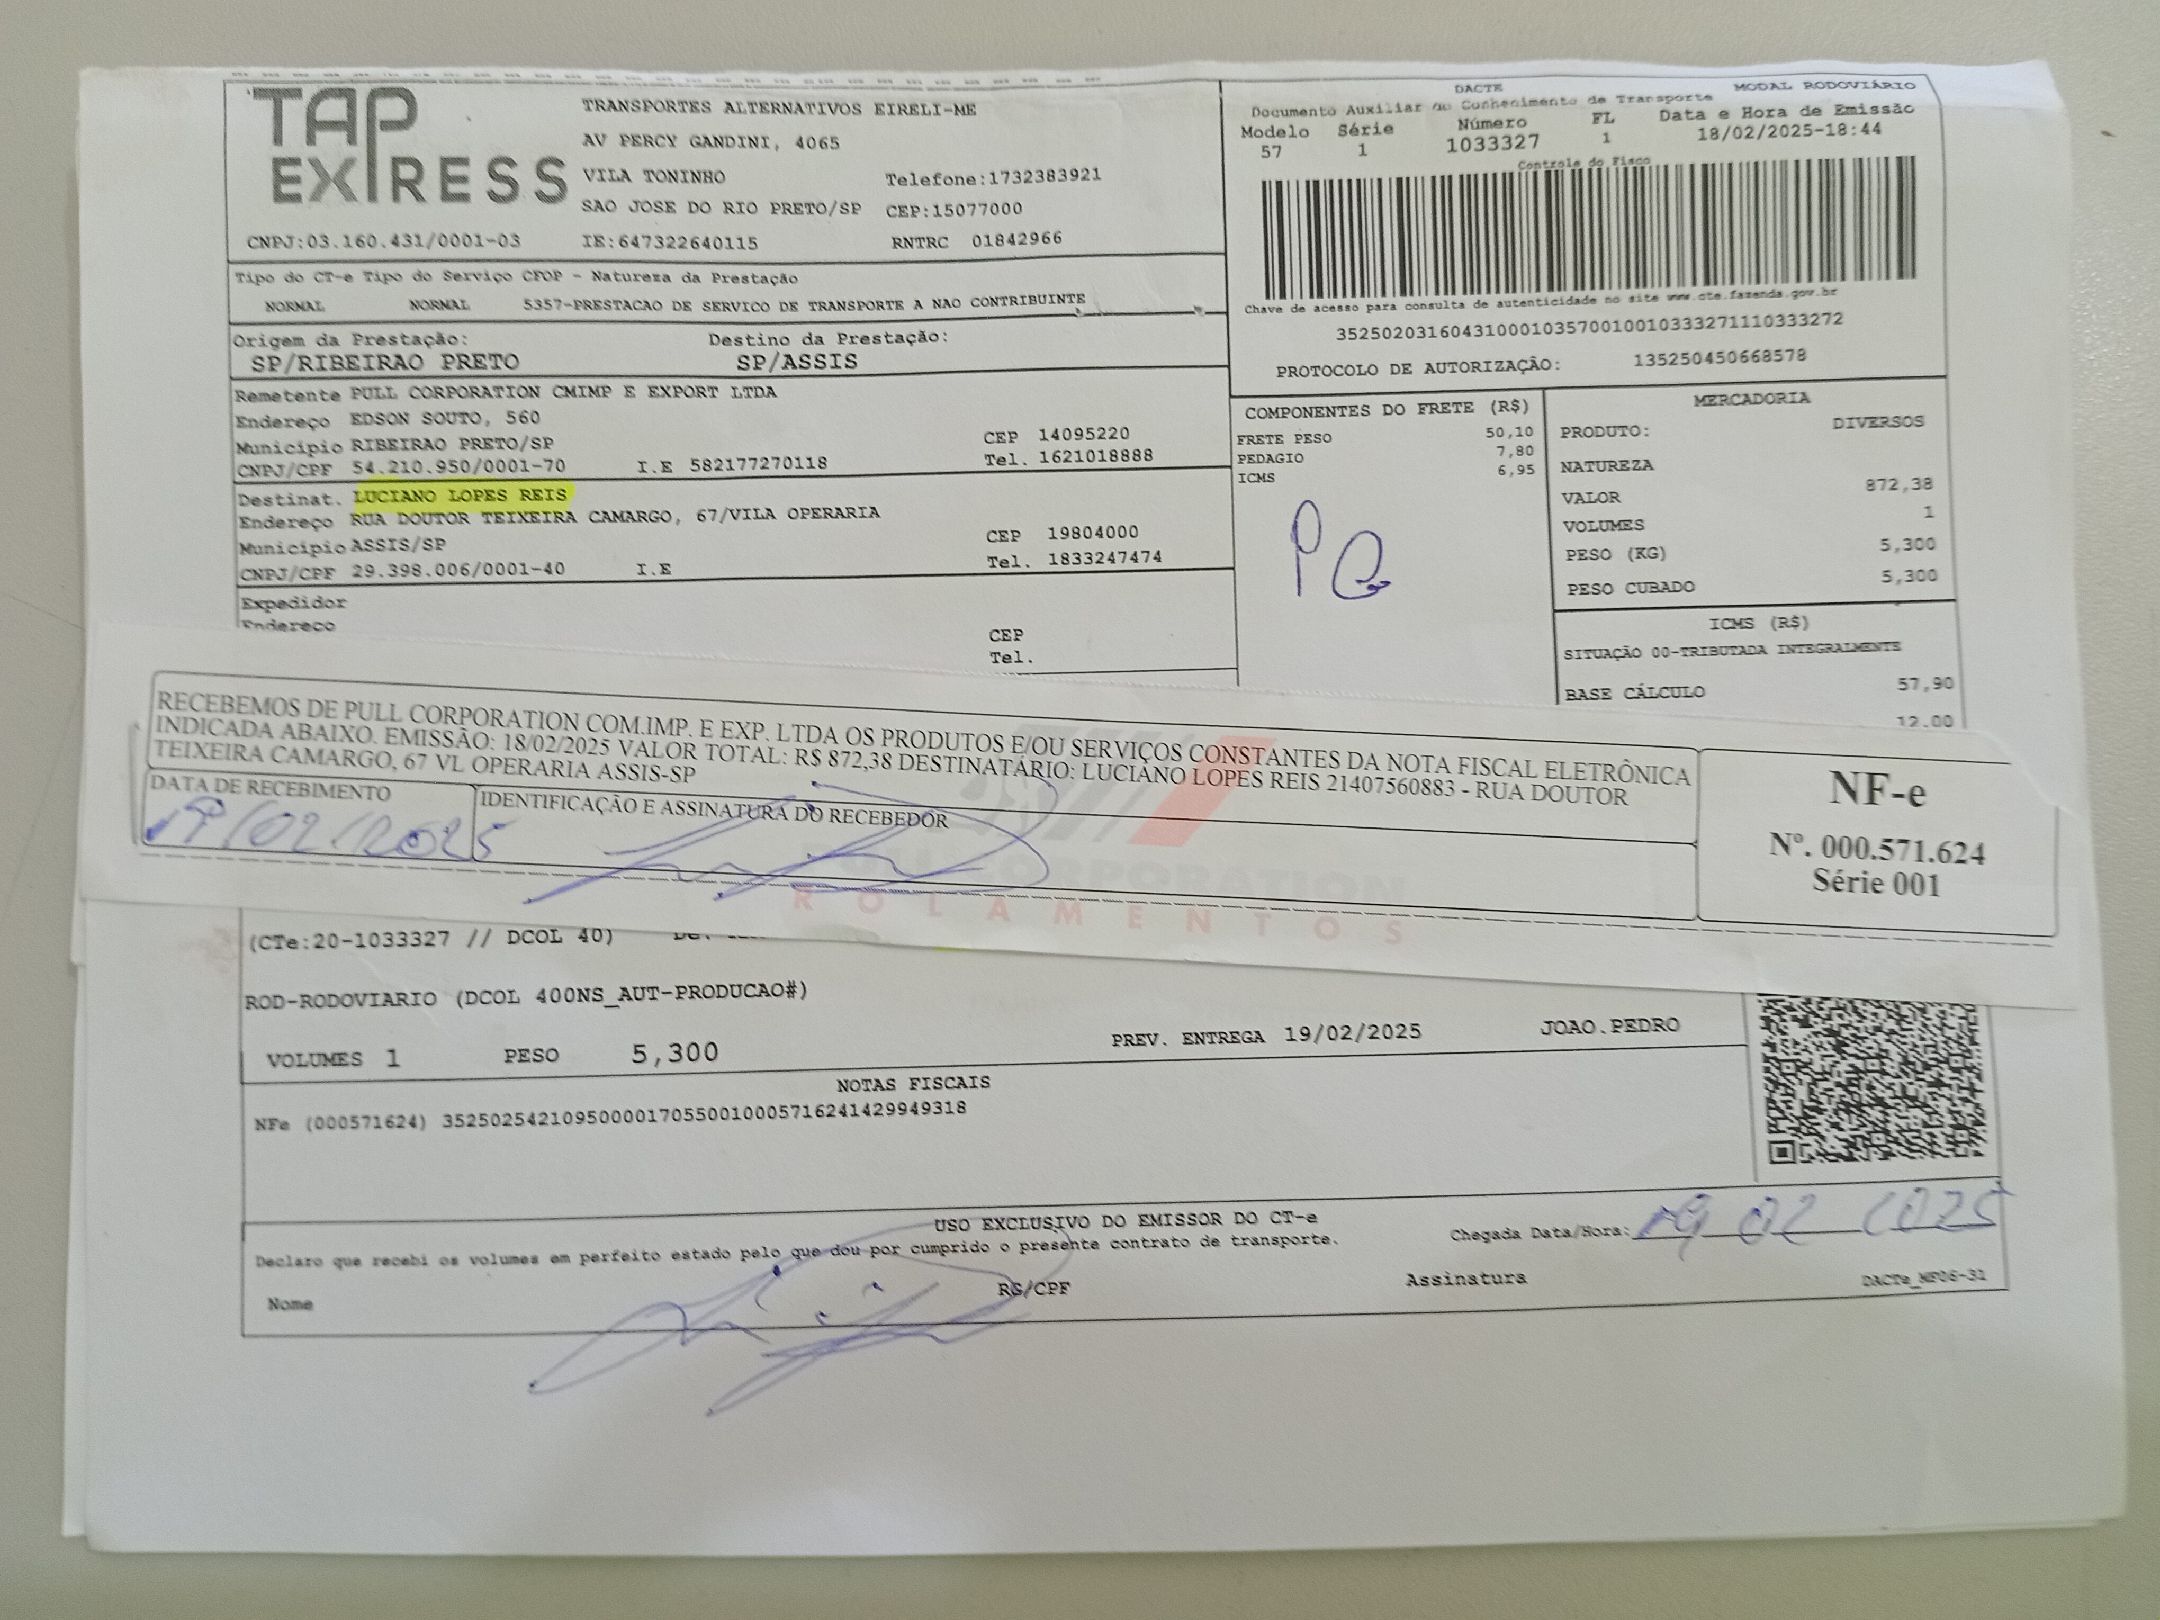 TAP EXPRESS
TRANSPORTES ALTERNATIVOS EIRELI-ME
AV PERCY GANDINI, 4065
VILA TONINHO Telefone:1732383921
SAO JOSE DO RIO PRETO/SP CEP:15077000
CNPJ:03.160.431/0001-03 IE:647322640115 RNTRC 01842966
DACTE MODAL RODOVIÁRIO
Documento Auxiliar do Conhecimento de Transporte
Modelo Série Número FL Data e Hora de Emissão
57 1 1033327 1 18/02/2025-18:44
Controle do Fisco
Chave de acesso para consulta de autenticidade no site www.cte.fazenda.gov.br
35250203160431000103570010010333271110333272
PROTOCOLO DE AUTORIZAÇÃO: 135250450668578
Tipo do CT-e Tipo do Serviço CFOP - Natureza da Prestação
NORMAL NORMAL 5357-PRESTACAO DE SERVICO DE TRANSPORTE A NAO CONTRIBUINTE
Origem da Prestação: Destino da Prestação:
SP/RIBEIRAO PRETO SP/ASSIS
Remetente PULL CORPORATION CMIMP E EXPORT LTDA
Endereço EDSON SOUTO, 560
Município RIBEIRAO PRETO/SP CEP 14095220
CNPJ/CPF 54.210.950/0001-70 I.E 582177270118 Tel. 1621018888
Destinat. LUCIANO LOPES REIS
Endereço RUA DOUTOR TEIXEIRA CAMARGO, 67/VILA OPERARIA
Município ASSIS/SP CEP 19804000
CNPJ/CPF 29.398.006/0001-40 I.E Tel. 1833247474
Expedidor
Endereço CEP
Tel.
COMPONENTES DO FRETE (R$)
FRETE PESO 50,10
PEDAGIO 7,80
ICMS 6,95
PG
MERCADORIA
PRODUTO: DIVERSOS
NATUREZA
VALOR 872,38
VOLUMES 1
PESO (KG) 5,300
PESO CUBADO 5,300
ICMS (R$)
SITUAÇÃO 00-TRIBUTADA INTEGRALMENTE
BASE CÁLCULO 57,90
12,00
RECEBEMOS DE PULL CORPORATION COM.IMP. E EXP. LTDA OS PRODUTOS E/OU SERVIÇOS CONSTANTES DA NOTA FISCAL ELETRÔNICA
INDICADA ABAIXO. EMISSÃO: 18/02/2025 VALOR TOTAL: R$ 872,38 DESTINATÁRIO: LUCIANO LOPES REIS 21407560883 - RUA DOUTOR
TEIXEIRA CAMARGO, 67 VL OPERARIA ASSIS-SP
DATA DE RECEBIMENTO IDENTIFICAÇÃO E ASSINATURA DO RECEBEDOR
19/02/2025
CORPORATION
ROLAMENTOS
NF-e
Nº. 000.571.624
Série 001
(CTe:20-1033327 // DCOL 40)
ROD-RODOVIARIO (DCOL 400NS_AUT-PRODUCAO#)
VOLUMES 1 PESO 5,300 PREV. ENTREGA 19/02/2025 JOAO.PEDRO
NOTAS FISCAIS
NFe (000571624) 35250254210950000170550010005716241429949318
USO EXCLUSIVO DO EMISSOR DO CT-e
Declaro que recebi os volumes em perfeito estado pelo que dou por cumprido o presente contrato de transporte. Chegada Data/Hora: 19 02 2025
Nome RG/CPF Assinatura DACTe_MF06-31